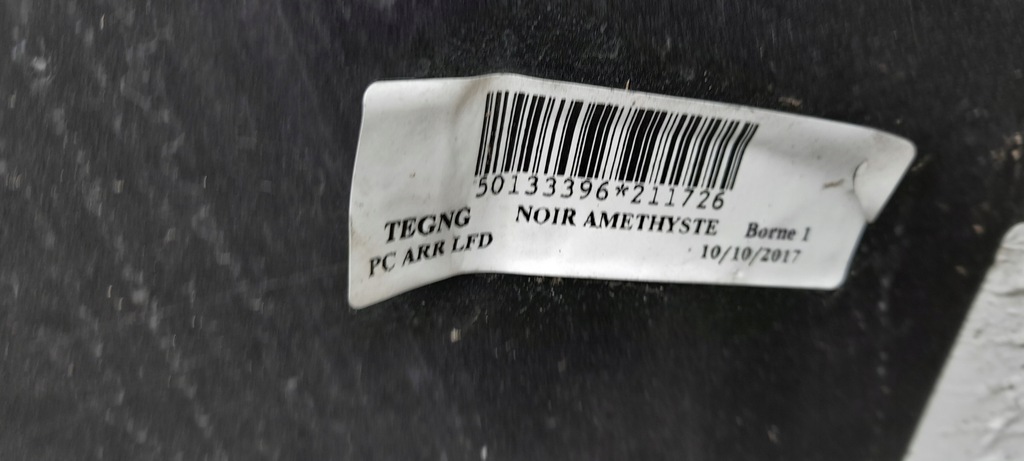 50133396*211726
TEGNG NOIR AMETHYSTE Borne 1
PC ARR LFD 10/10/2017